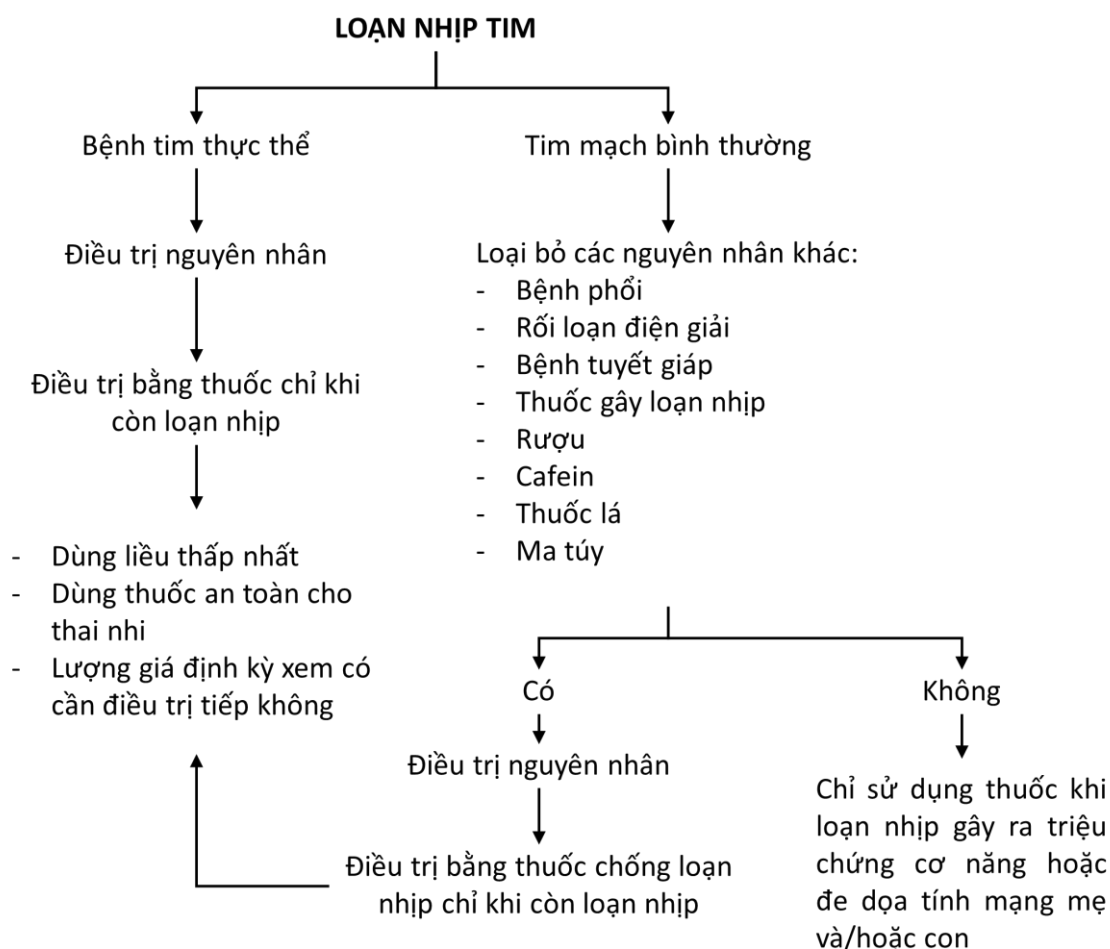 LOẠN NHỊP TIM
Bệnh tim thực thể
Điều trị nguyên nhân
Điều trị bằng thuốc chỉ khi
còn loạn nhịp
- Dùng liều thấp nhất
- Dùng thuốc an toàn cho
thai nhi
- Lượng giá định kỳ xem có
cần điều trị tiếp không
Tim mạch bình thường
Loại bỏ các nguyên nhân khác:
- Bệnh phổi
- Rối loạn điện giải
- Bệnh tuyết giáp
- Thuốc gây loạn nhịp
- Rượu
- Cafein
- Thuốc lá
- Ma túy
Có
Điều trị nguyên nhân
Điều trị bằng thuốc chống loạn
nhịp chỉ khi còn loạn nhịp
Không
Chỉ sử dụng thuốc khi
loạn nhịp gây ra triệu
chứng cơ năng hoặc
đe dọa tính mạng mẹ
và/hoặc con